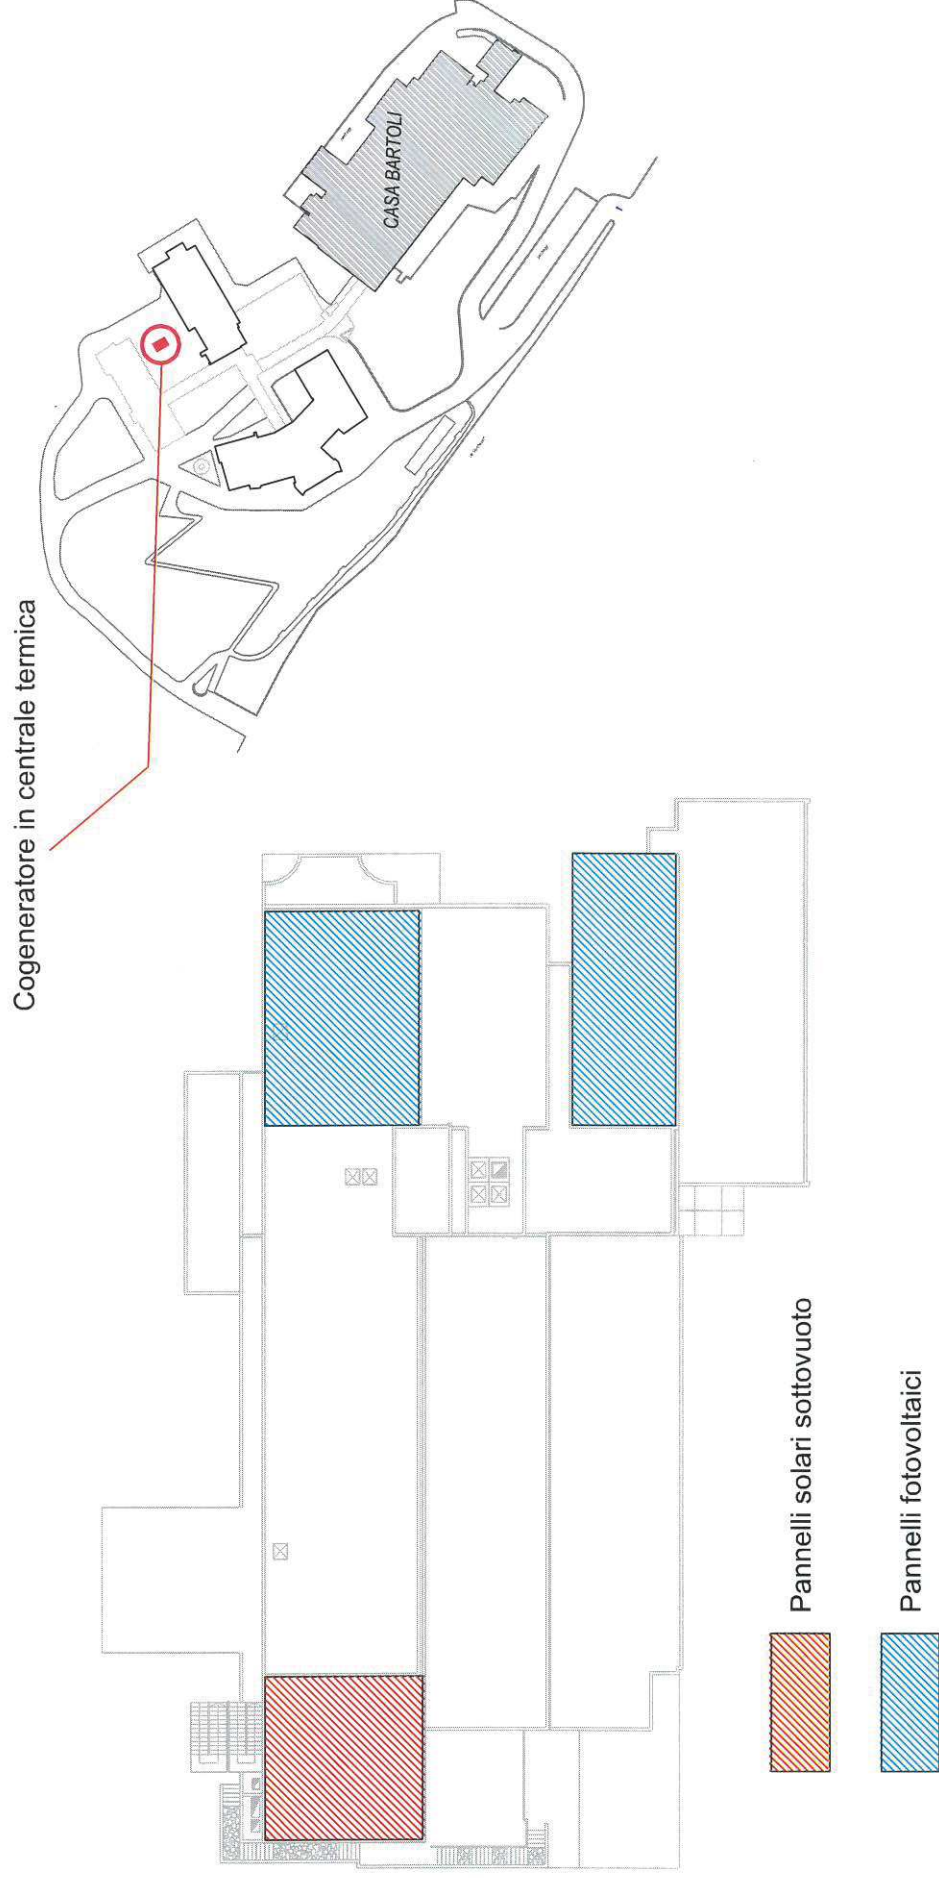 Cogeneratore in centrale termica
CASA BARTOLI
Pannelli solari sottovuoto
Pannelli fotovoltaici